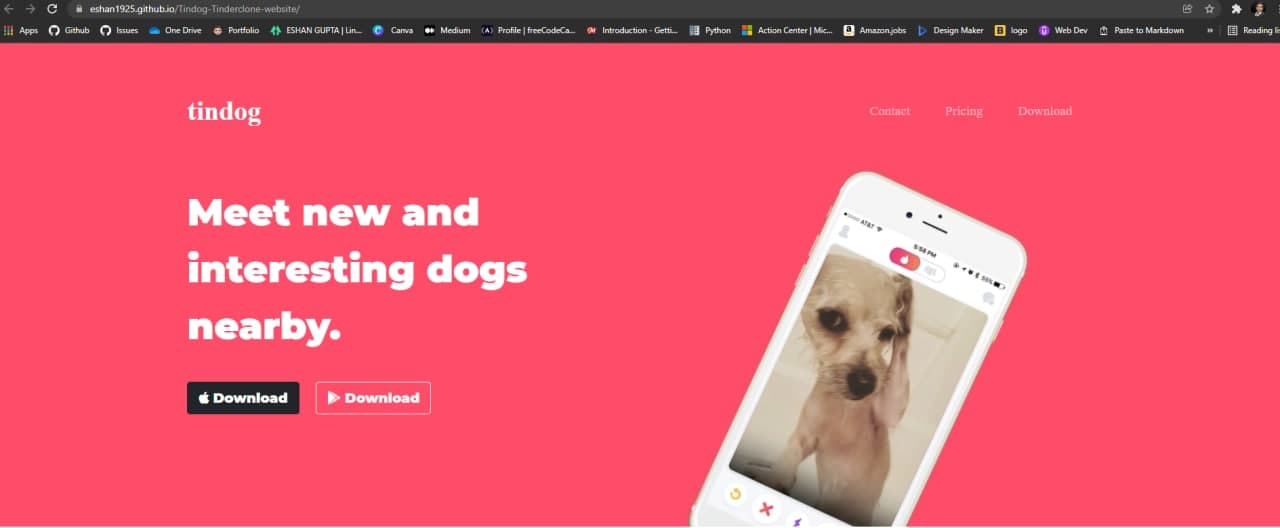 eshan1925.github.io/Tindog-Tinderclone-website/
Apps Github Issues One Drive Portfolio ESHAN GUPTA | Lin... Canva Medium Profile | freeCodeCa... Introduction - Getti... Python Action Center | Mic... Amazon.jobs Design Maker logo Web Dev Paste to Markdown » Reading lis
tindog
Contact Pricing Download
Meet new and
interesting dogs
nearby.
Download Download
AT&T
5:58 PM